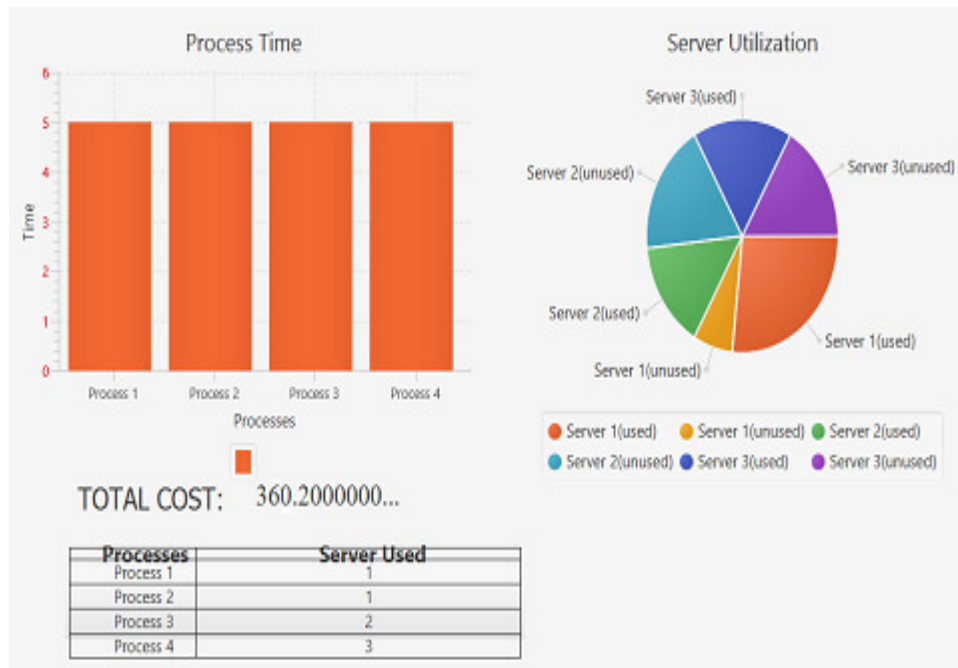 Process Time
6
5
4
3
2
1
0
Time
Process 1 Process 2 Process 3 Process 4
Processes
Server Utilization
Server 3(used)
Server 3(unused)
Server 2(unused)
Server 2(used)
Server 1(used)
Server 1(unused)
Server 1(used) Server 1(unused) Server 2(used)
Server 2(unused) Server 3(used) Server 3(unused)
TOTAL COST: 360.2000000...
Processes Server Used
Process 1 1
Process 2 1
Process 3 2
Process 4 3